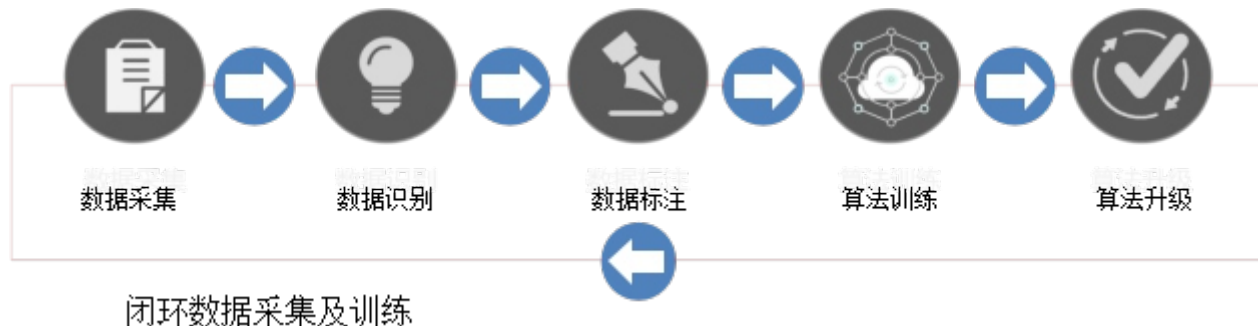 数据采集
数据识别
数据标注
算法训练
算法升级
闭环数据采集及训练